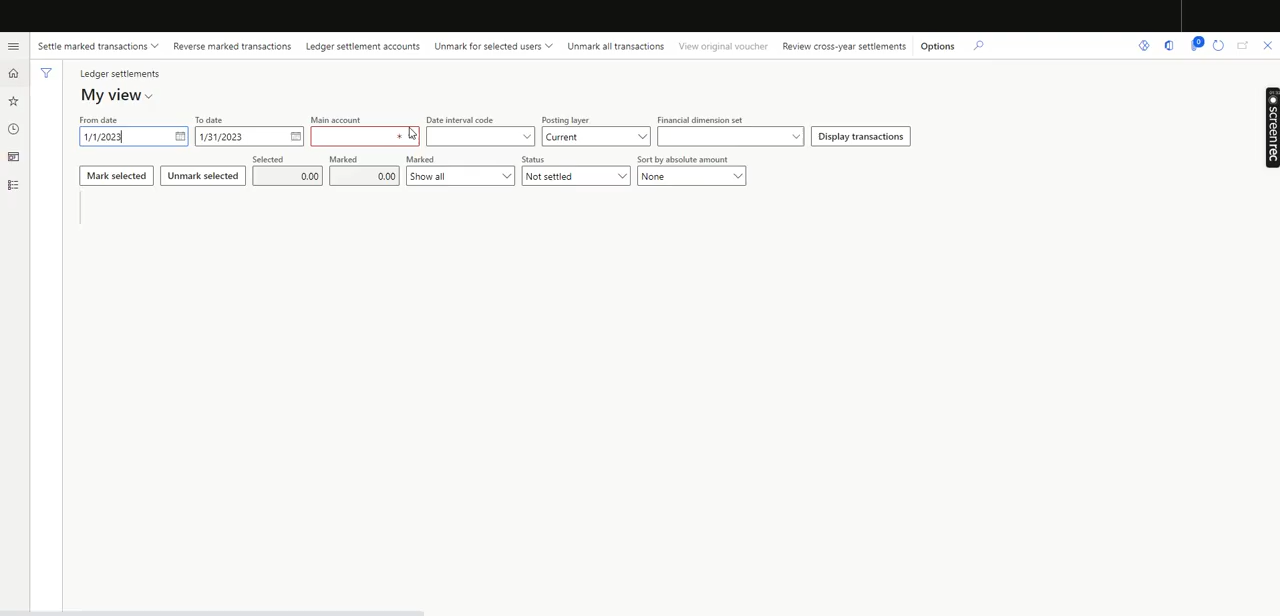 Settle marked transactions Reverse marked transactions Ledger settlement accounts Unmark for selected users Unmark all transactions View original voucher Review cross-year settlements Options 0
Ledger settlements
My view
From date To date Main account Date interval code Posting layer Financial dimension set
1/1/2023 1/31/2023 * Current Display transactions
Selected Marked Marked Status Sort by absolute amount
Mark selected Unmark selected 0.00 0.00 Show all Not settled None
screenrec